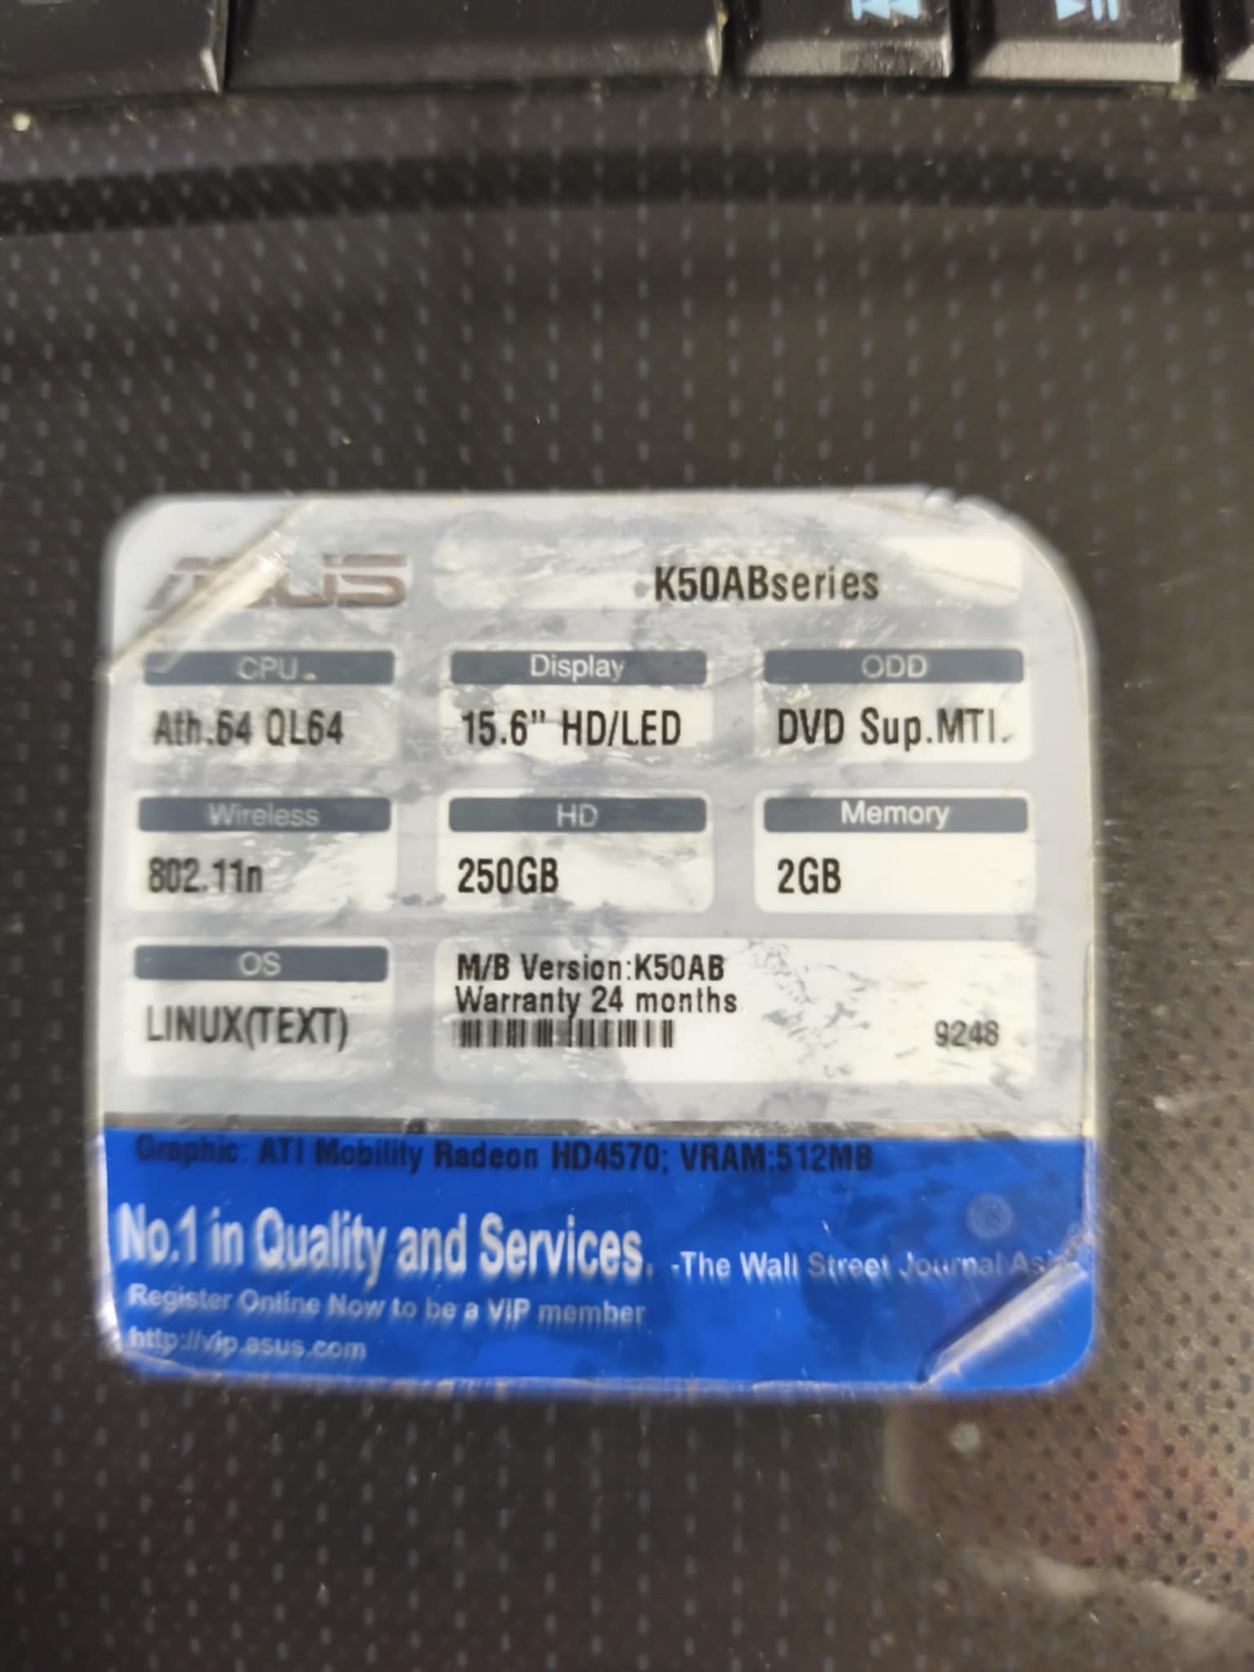 ASUS K50ABseries
CPU Display ODD
Ath.64 QL64 15.6" HD/LED DVD Sup.MTI.
Wireless HD Memory
802.11n 250GB 2GB
OS
LINUX(TEXT)
M/B Version:K50AB
Warranty 24 months
9248
Graphic: ATI Mobility Radeon HD4570; VRAM:512MB
No.1 in Quality and Services. -The Wall Street Journal Asia
Register Online Now to be a VIP member
http://vip.asus.com